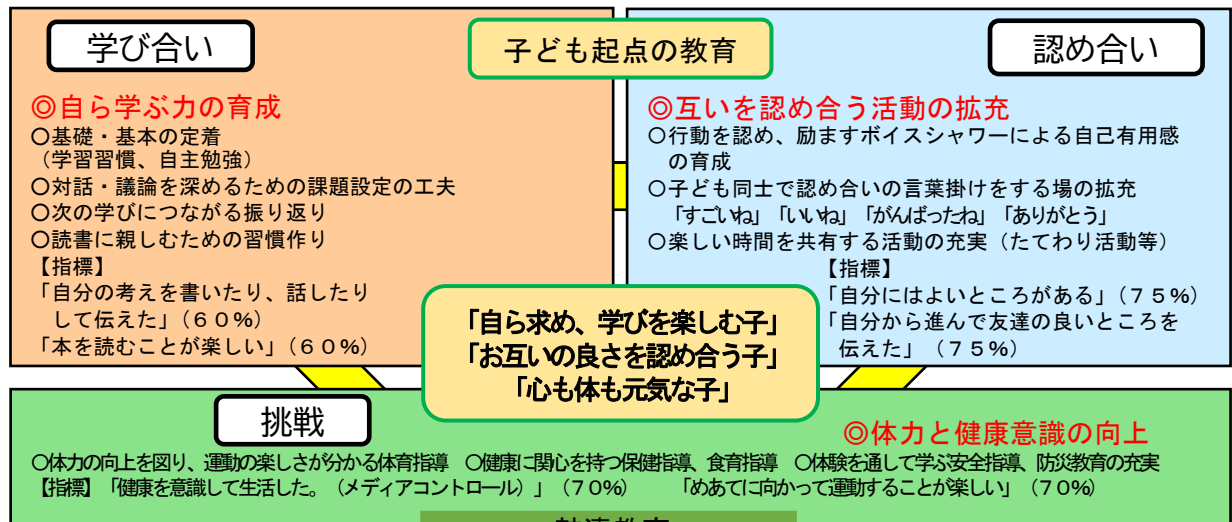 子ども起点の教育
学び合い
◎自ら学ぶ力の育成
〇基礎・基本の定着
(学習習慣、自主勉強)
〇対話・議論を深めるための課題設定の工夫
〇次の学びにつながる振り返り
〇読書に親しむための習慣作り
【指標】
「自分の考えを書いたり、話したり
して伝えた」(60%)
「本を読むことが楽しい」(60%)
認め合い
◎互いを認め合う活動の拡充
〇行動を認め、励ますボイスシャワーによる自己有用感
の育成
〇子ども同士で認め合いの言葉掛けをする場の拡充
「すごいね」「いいね」「がんばったね」「ありがとう」
〇楽しい時間を共有する活動の充実(たてわり活動等)
【指標】
「自分にはよいところがある」(75%)
「自分から進んで友達の良いところを
伝えた」(75%)
「自ら求め、学びを楽しむ子」
「お互いの良さを認め合う子」
「心も体も元気な子」
挑戦
◎体力と健康意識の向上
〇体力の向上を図り、運動の楽しさが分かる体育指導 〇健康に関心を持つ保健指導、食育指導 〇体験を通して学ぶ安全指導、防災教育の充実
【指標】「健康を意識して生活した。(メディアコントロール)」(70%) 「めあてに向かって運動することが楽しい」(70%)